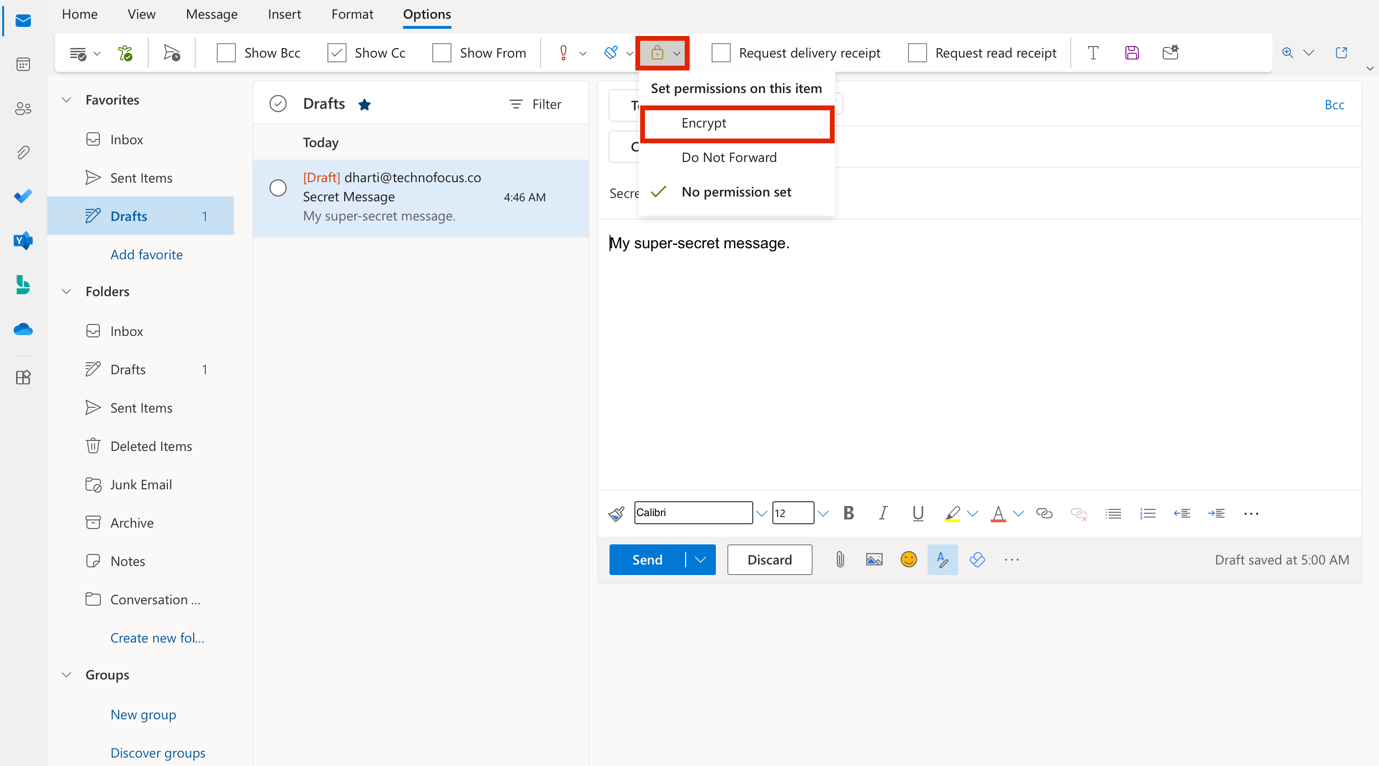 Home View Message Insert Format Options
Show Bcc Show Cc Show From Request delivery receipt Request read receipt
Favorites
Inbox
Sent Items
Drafts 1
Add favorite
Folders
Inbox
Drafts 1
Sent Items
Deleted Items
Junk Email
Archive
Notes
Conversation ...
Create new fol...
Groups
New group
Discover groups
Drafts Filter
Today
[Draft] dharti@technofocus.co
Secret Message 4:46 AM
My super-secret message.
Set permissions on this item
Encrypt
Do Not Forward
No permission set
Bcc
Secre
My super-secret message.
Calibri 12 B I U A
Send Discard Draft saved at 5:00 AM